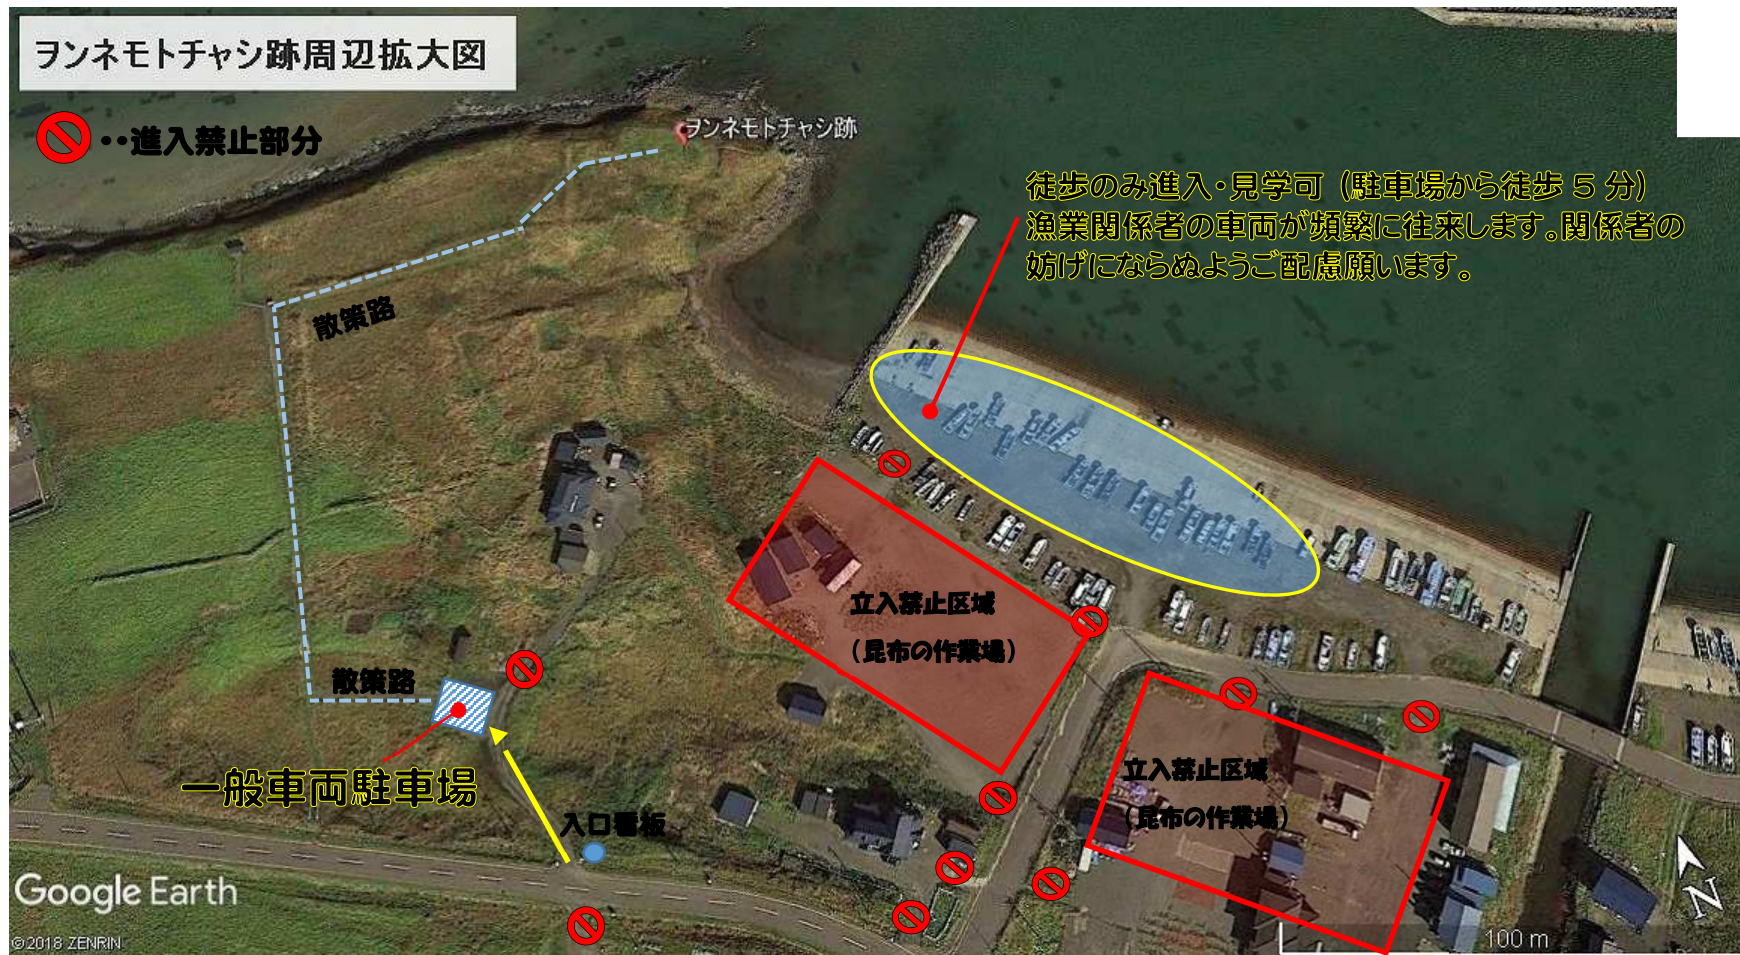 ヲンネモトチャシ跡周辺拡大図
・・進入禁止部分
ヲンネモトチャシ跡
徒歩のみ進入・見学可（駐車場から徒歩 5 分）
漁業関係者の車両が頻繁に往来します。関係者の
妨げにならぬようご配慮願います。
散策路
立入禁止区域
（昆布の作業場）
散策路
一般車両駐車場
立入禁止区域
（昆布の作業場）
入口看板
Google Earth
N
©2018 ZENRIN
100 m